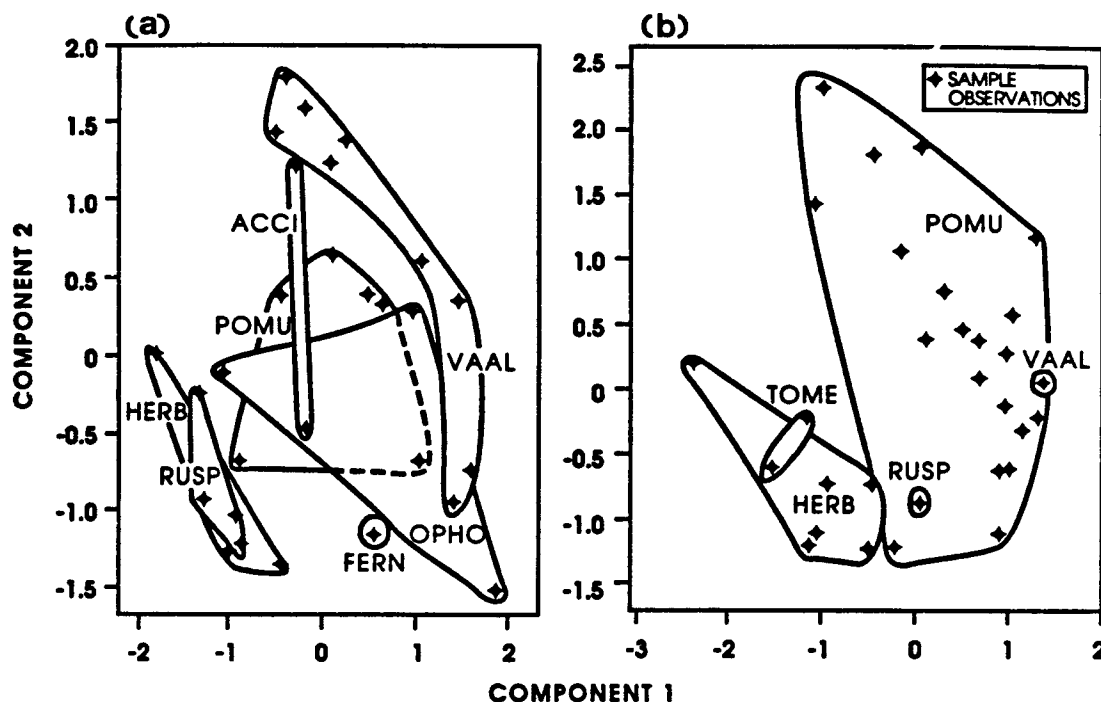 (a)
COMPONENT 2
2.0
1.5
1.0
0.5
0
-0.5
-1.0
-1.5
ACCI
POMU
VAAL
HERB
RUSP
OPHO
FERN
-2 -1 0 1 2
(b)
SAMPLE
OBSERVATIONS
2.5
2.0
1.5
1.0
0.5
0
-0.5
-1.0
-1.5
POMU
VAAL
TOME
RUSP
HERB
-3 -2 -1 0 1 2
COMPONENT 1